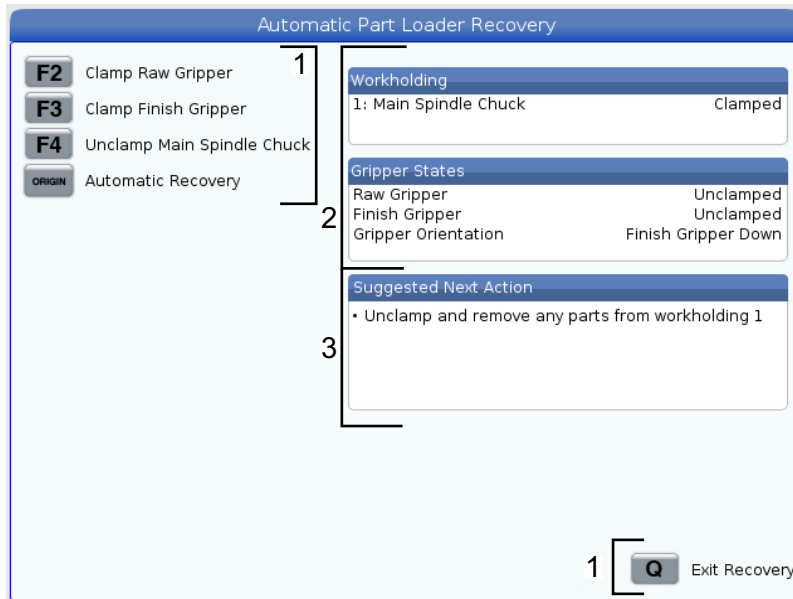 Automatic Part Loader Recovery
F2 Clamp Raw Gripper
F3 Clamp Finish Gripper
F4 Unclamp Main Spindle Chuck
ORIGIN Automatic Recovery
1
2
Workholding
1: Main Spindle Chuck Clamped
Gripper States
Raw Gripper Unclamped
Finish Gripper Unclamped
Gripper Orientation Finish Gripper Down
3
Suggested Next Action
• Unclamp and remove any parts from workholding 1
1
Q Exit Recovery